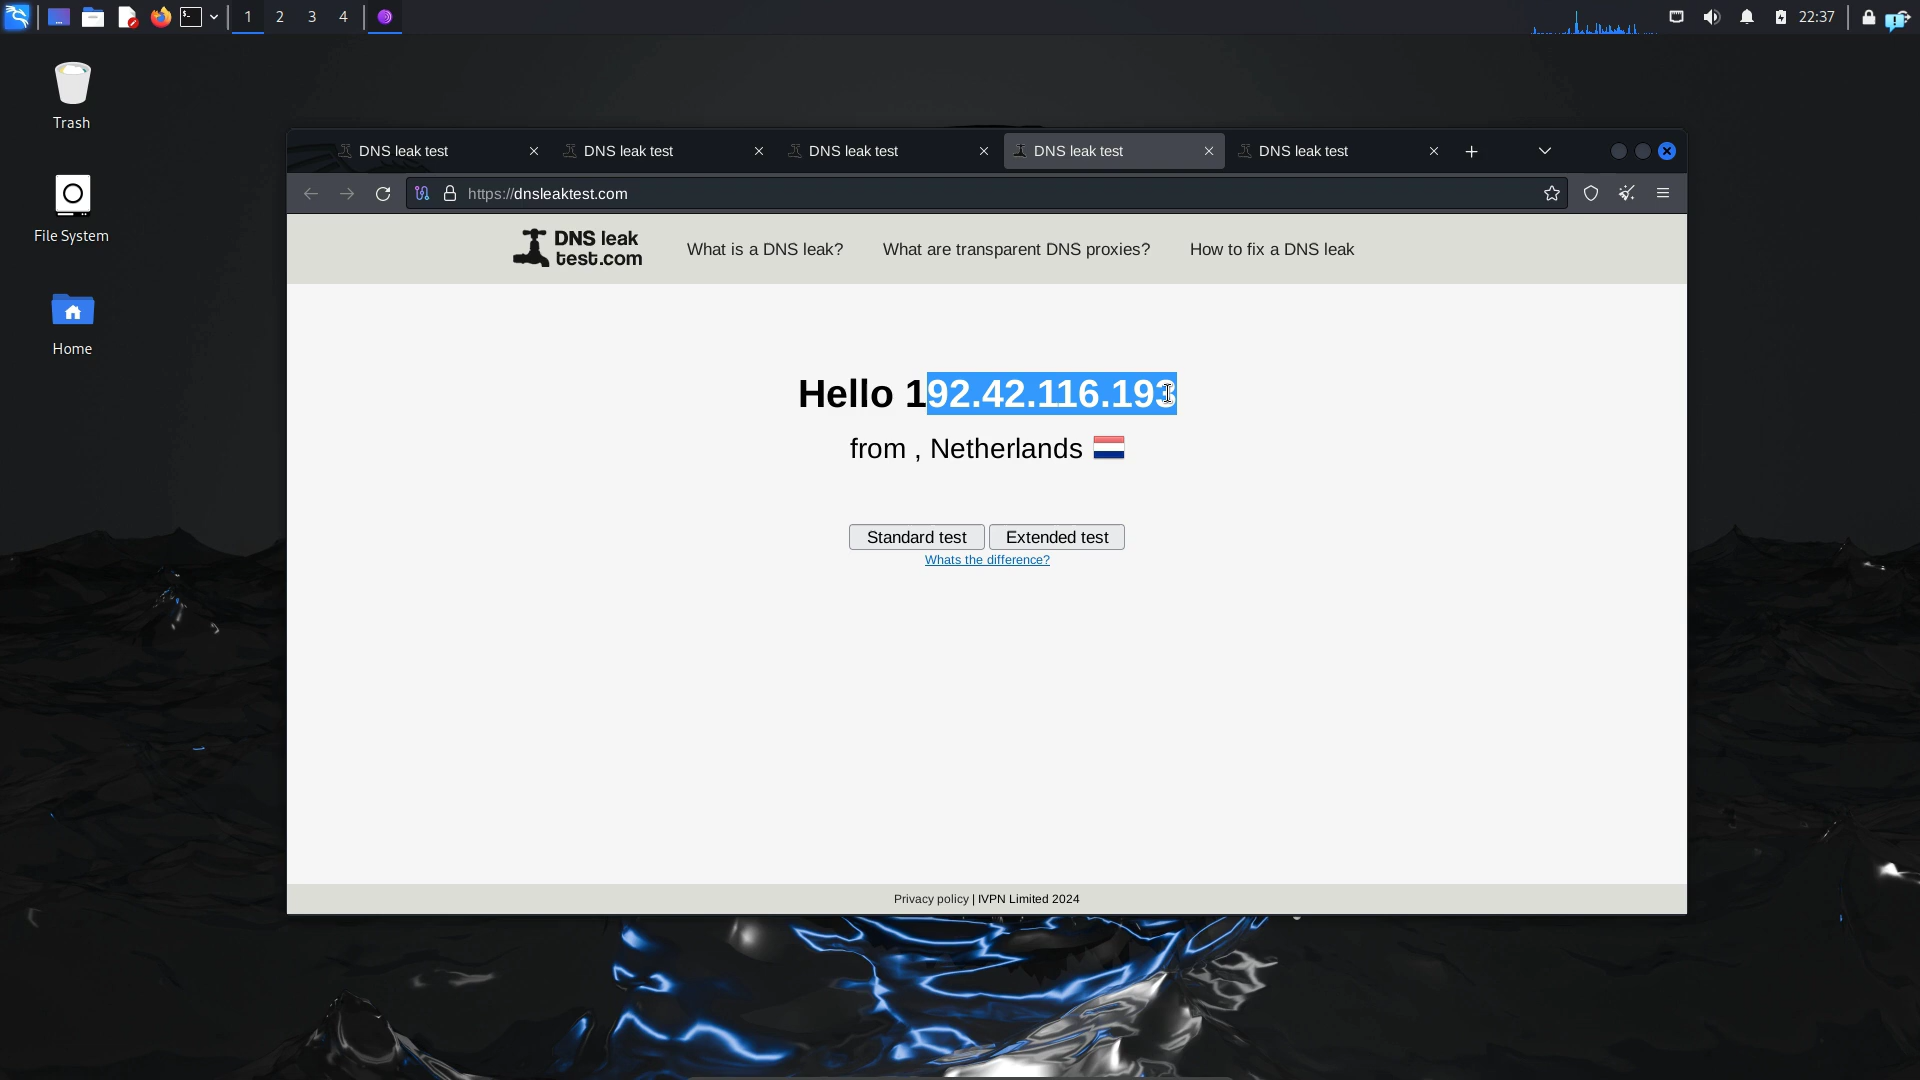 1 2 3 4
22:37
Trash
File System
Home
DNS leak test
DNS leak test
DNS leak test
DNS leak test
DNS leak test
https://dnsleaktest.com
DNS leak
test.com
What is a DNS leak?
What are transparent DNS proxies?
How to fix a DNS leak
Hello 192.42.116.193
from , Netherlands
Standard test
Extended test
Whats the difference?
Privacy policy | IVPN Limited 2024